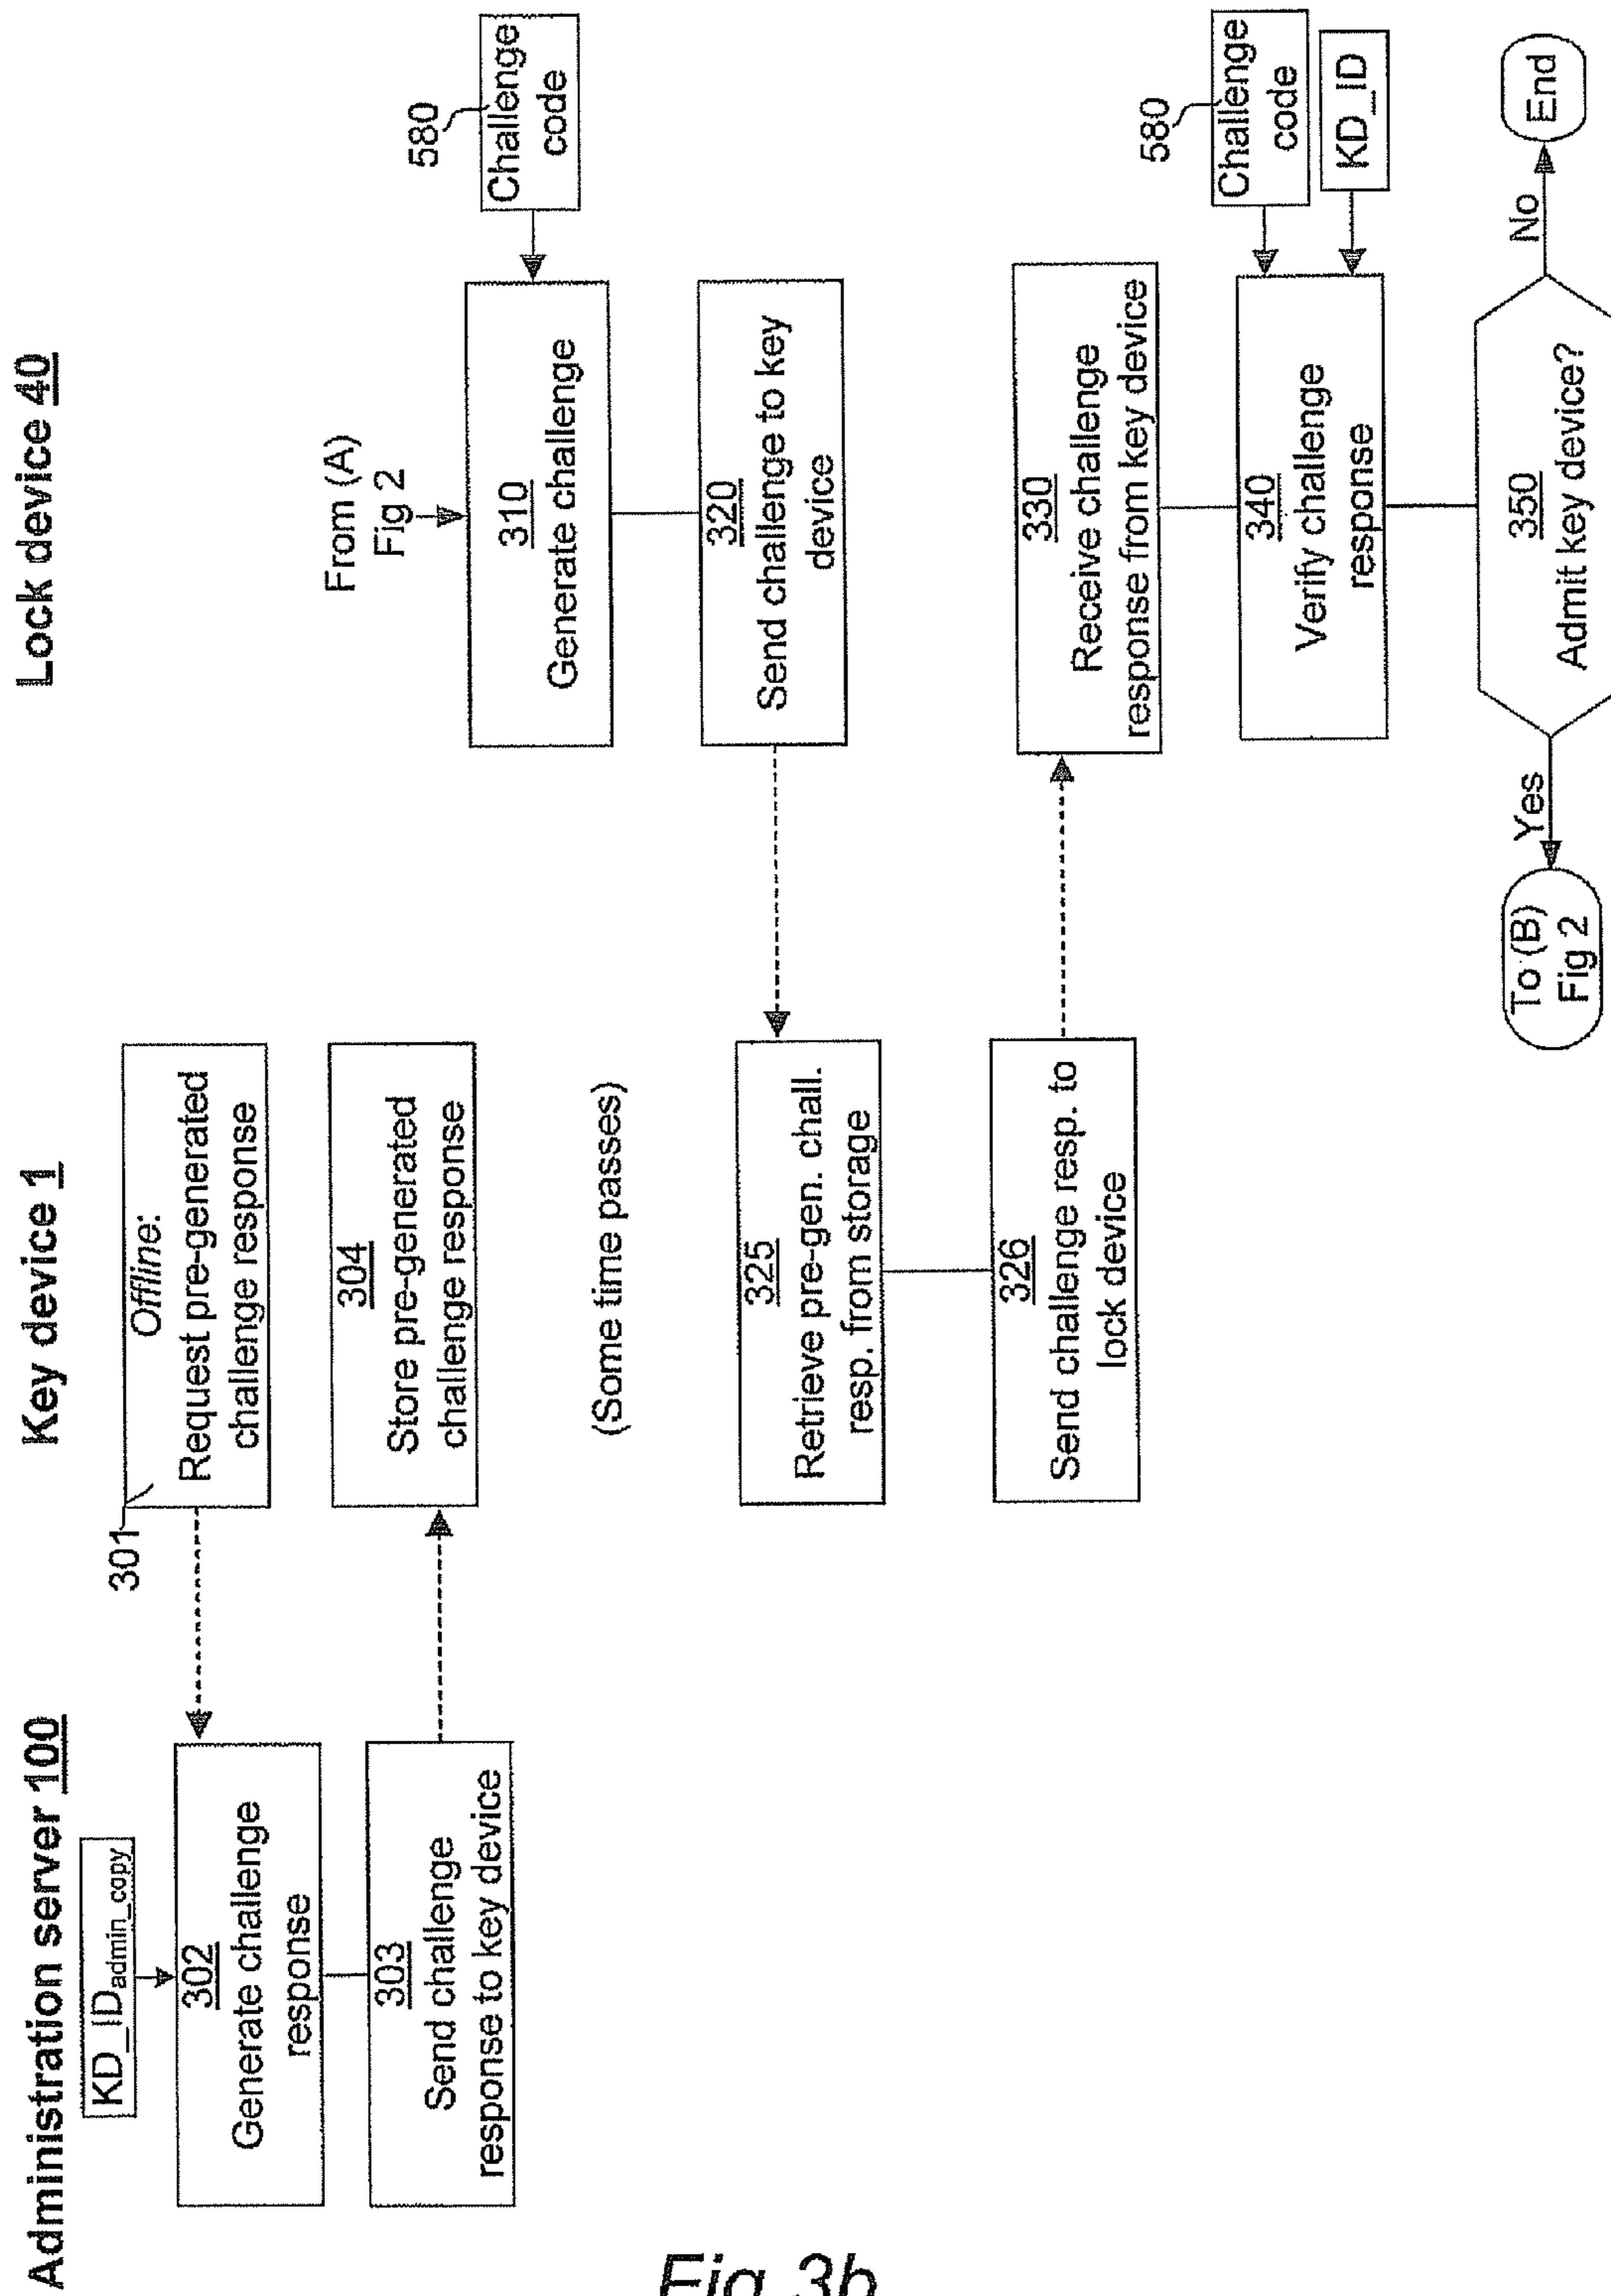 Administration server 100
Key device 1
Lock device 40
KD_IDadmin_copy
302
Generate challenge
response
303
Send challenge
response to key device
301
Offline:
Request pre-generated
challenge response
304
Store pre-generated
challenge response
(Some time passes)
325
Retrieve pre-gen. chall.
resp. from storage
326
Send challenge resp. to
lock device
From (A)
Fig 2
310
Generate challenge
580
Challenge
code
320
Send challenge to key
device
330
Receive challenge
response from key device
340
Verify challenge
response
580
Challenge
code
KD_ID
350
Admit key device?
Yes
No
To (B)
Fig 2
End
Fig 3b